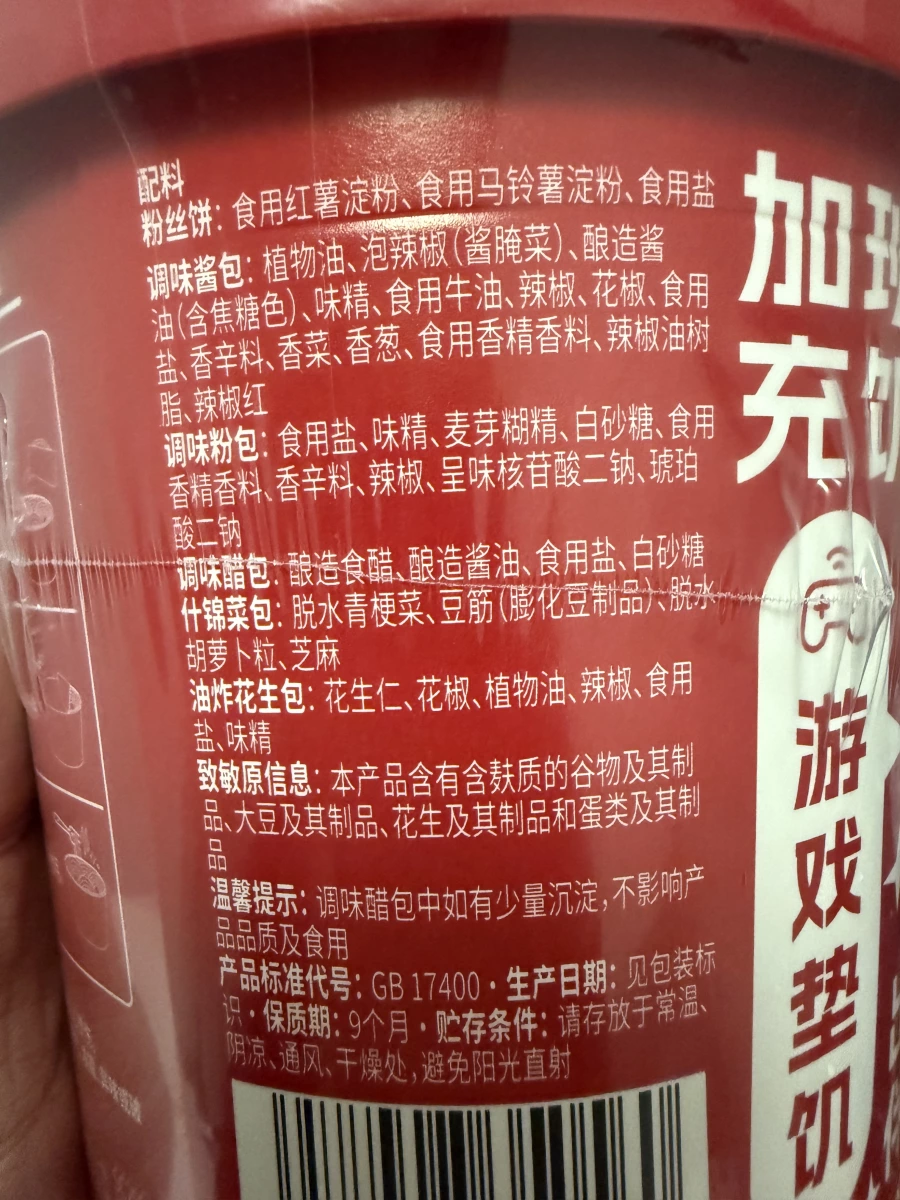 配料
粉丝饼：食用红薯淀粉、食用马铃薯淀粉、食用盐
调味酱包：植物油、泡辣椒（酱腌菜）、酿造酱
油（含焦糖色）、味精、食用牛油、辣椒、花椒、食用
盐、香辛料、香菜、香葱、食用香精香料、辣椒油树
脂、辣椒红
调味粉包：食用盐、味精、麦芽糊精、白砂糖、食用
香精香料、香辛料、辣椒、呈味核苷酸二钠、琥珀
酸二钠
调味醋包：酿造食醋、酿造酱油、食用盐、白砂糖
什锦菜包：脱水青梗菜、豆筋（膨化豆制品）、脱水
胡萝卜粒、芝麻
油炸花生包：花生仁、花椒、植物油、辣椒、食用
盐、味精
致敏原信息：本产品含有含麸质的谷物及其制
品、大豆及其制品、花生及其制品和蛋类及其制
品
温馨提示：调味醋包中如有少量沉淀，不影响产
品品质及食用
产品标准代号：GB 17400·生产日期：见包装标
识·保质期：9个月·贮存条件：请存放于常温、
阴凉、通风、干燥处，避免阳光直射
加
充饥
游戏垫饥